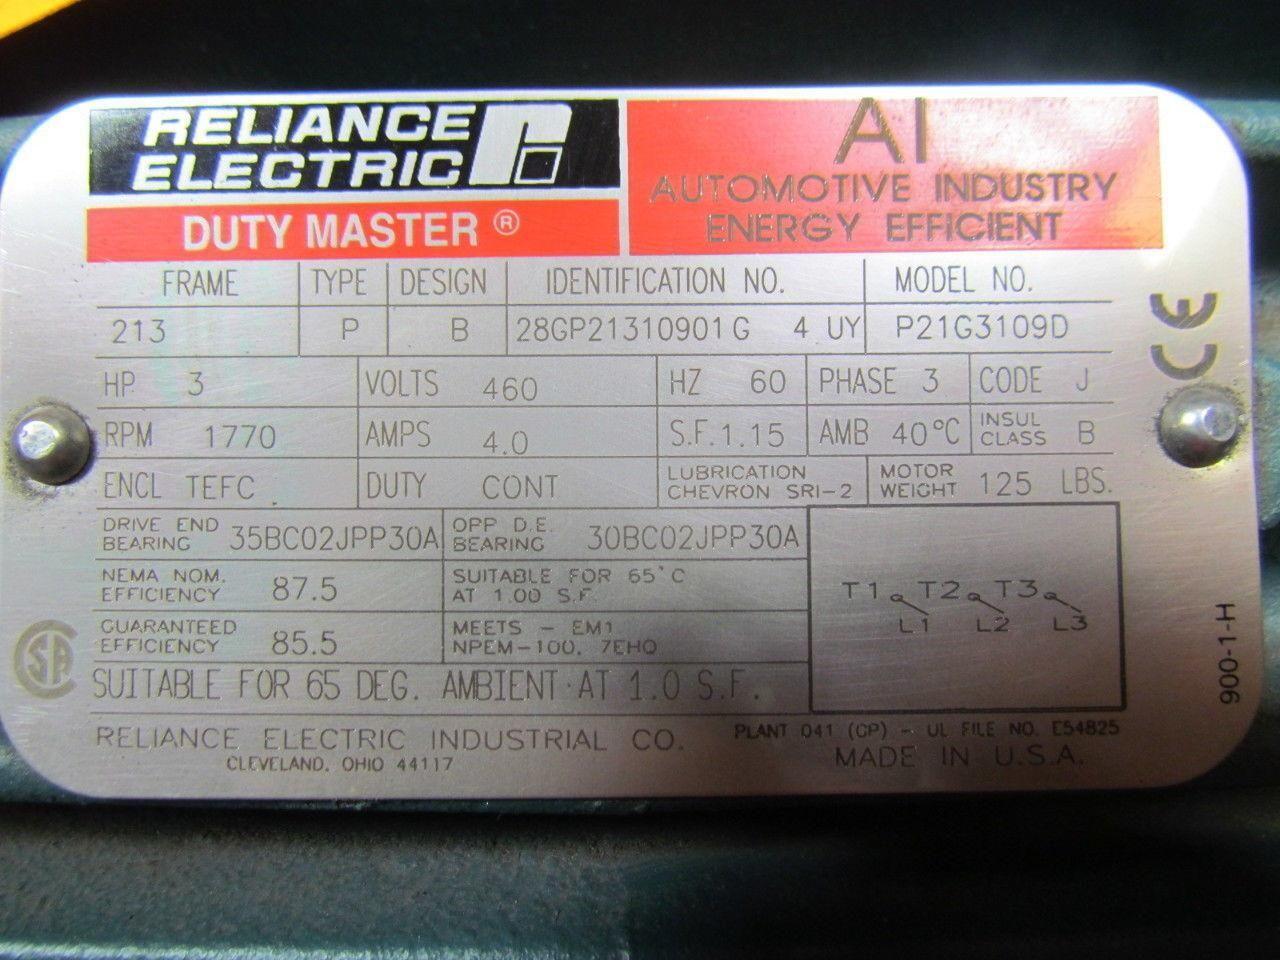 RELIANCE
ELECTRIC
DUTY MASTER ®
AI
AUTOMOTIVE INDUSTRY
ENERGY EFFICIENT
FRAME TYPE DESIGN IDENTIFICATION NO. MODEL NO.
213 P B 28GP21310901G 4 UY P21G3109D
CE
HP 3 VOLTS 460 HZ 60 PHASE 3 CODE J
RPM 1770 AMPS 4.0 S.F. 1.15 AMB 40°C INSUL CLASS B
ENCL TEFC DUTY CONT LUBRICATION CHEVRON SRI-2 MOTOR WEIGHT 125 LBS.
DRIVE END BEARING 35BC02JPP30A OPP D.E. BEARING 30BC02JPP30A
NEMA NOM. EFFICIENCY 87.5 SUITABLE FOR 65°C AT 1.00 S.F.
GUARANTEED EFFICIENCY 85.5 MEETS - EM1 NPEM-100, 7EHQ
T1 T2 T3
L1 L2 L3
SA
SUITABLE FOR 65 DEG. AMBIENT AT 1.0 S.F.
900-1-H
RELIANCE ELECTRIC INDUSTRIAL CO. PLANT 041 (CP) - UL FILE NO. E54825
CLEVELAND, OHIO 44117 MADE IN U.S.A.